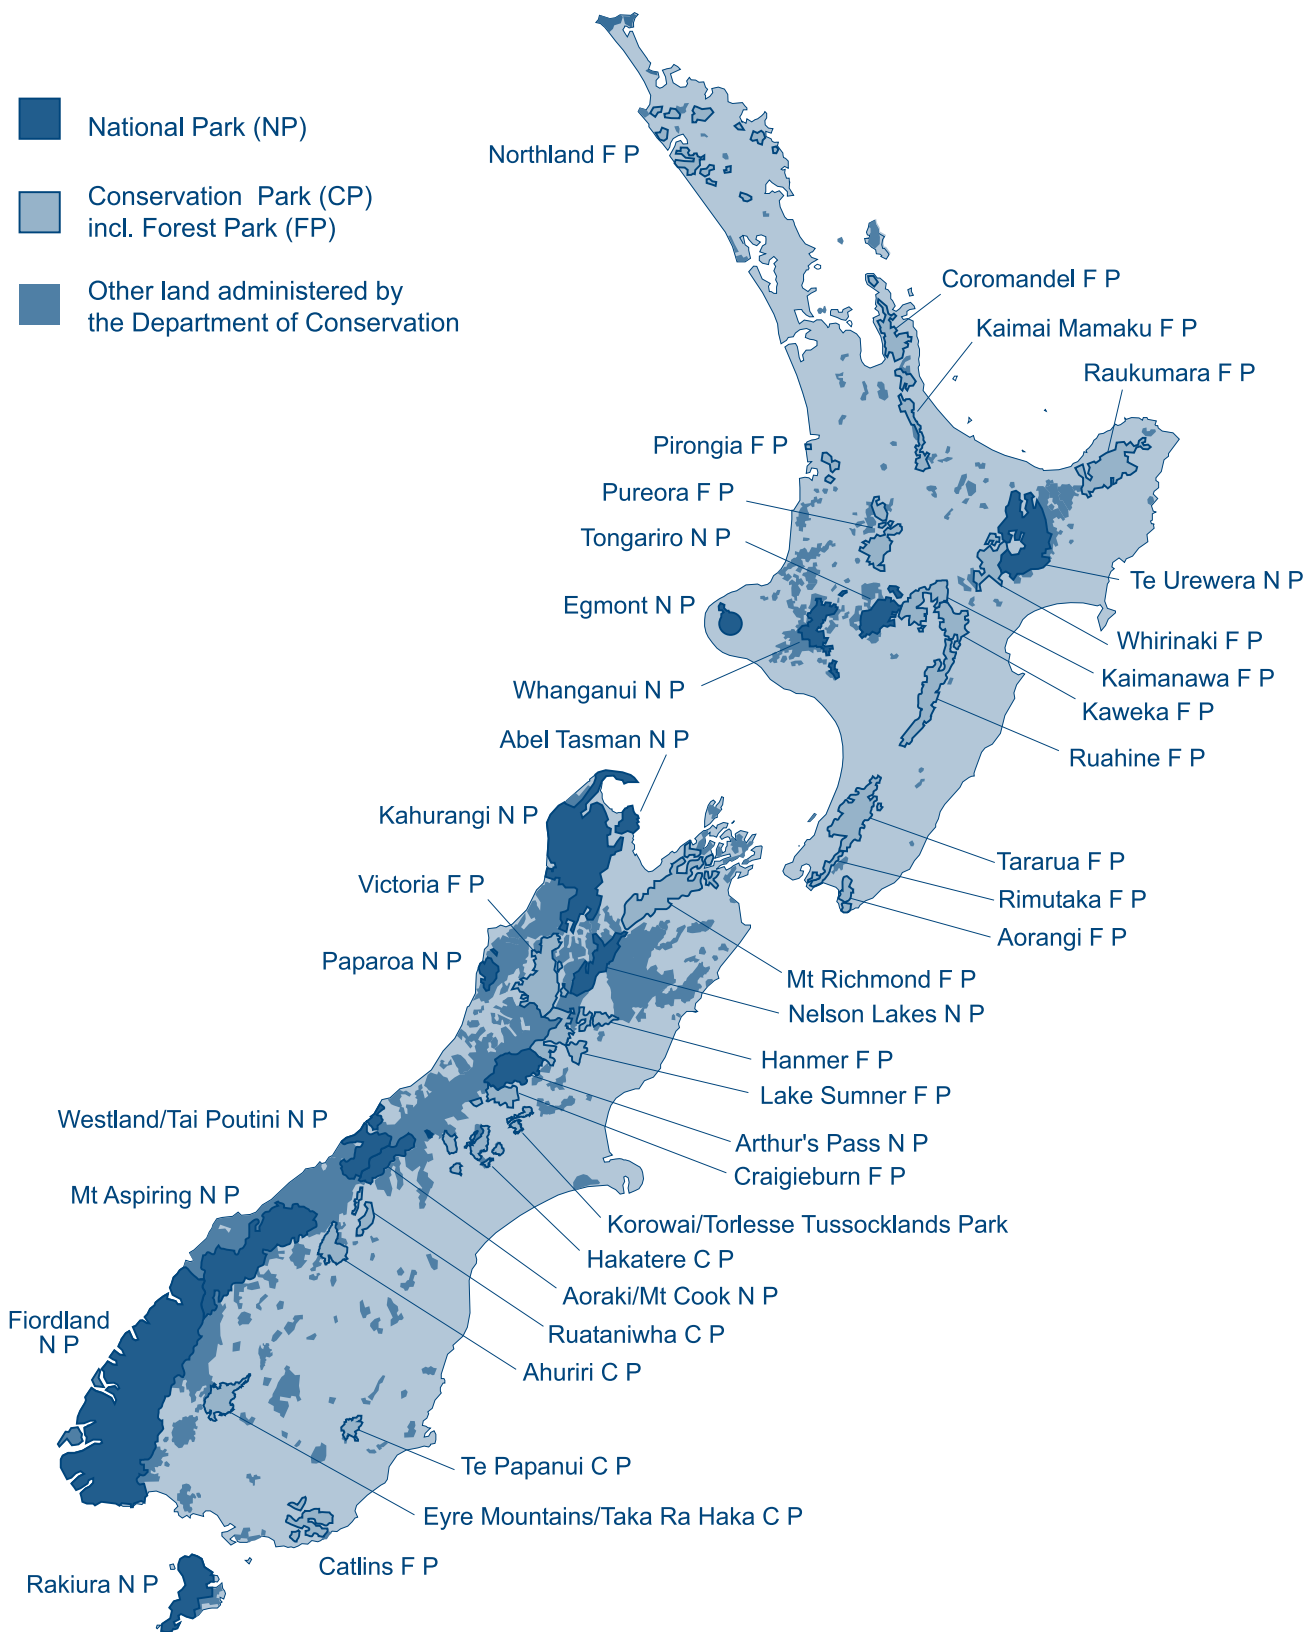 National Park (NP)
Conservation Park (CP)
incl. Forest Park (FP)
Other land administered by
the Department of Conservation
Northland F P
Coromandel F P
Kaimai Mamaku F P
Raukumara F P
Pirongia F P
Pureora F P
Tongariro N P
Te Urewera N P
Egmont N P
Whirinaki F P
Kaimanawa F P
Whanganui N P
Kaweka F P
Abel Tasman N P
Ruahine F P
Kahurangi N P
Tararua F P
Victoria F P
Rimutaka F P
Aorangi F P
Paparoa N P
Mt Richmond F P
Nelson Lakes N P
Hanmer F P
Lake Sumner F P
Westland/Tai Poutini N P
Arthur's Pass N P
Craigieburn F P
Mt Aspiring N P
Korowai/Torlesse Tussocklands Park
Hakatere C P
Aoraki/Mt Cook N P
Fiordland
N P
Ruataniwha C P
Ahuriri C P
Te Papanui C P
Eyre Mountains/Taka Ra Haka C P
Catlins F P
Rakiura N P